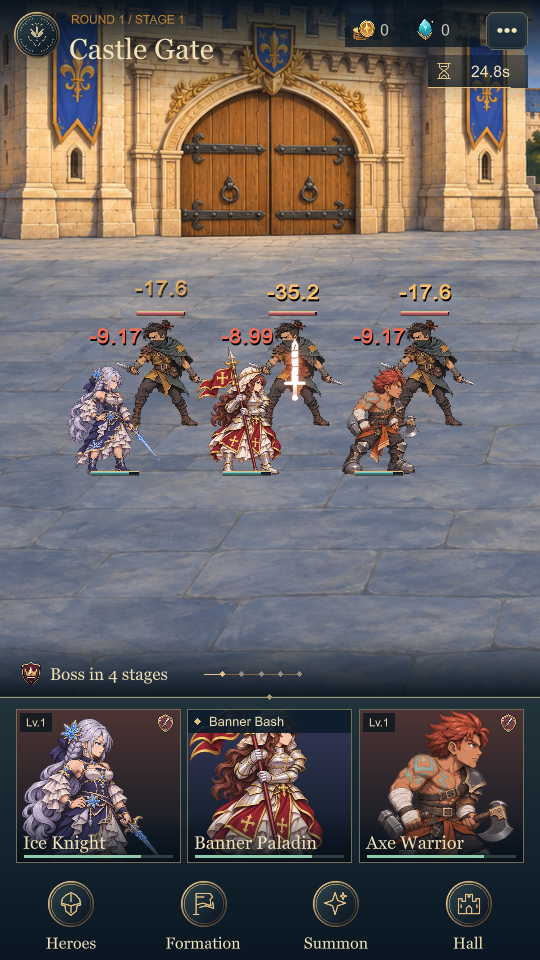 ROUND 1 / STAGE 1
Castle Gate
0
0
24.8s
-17.6
-35.2
-17.6
-9.17
-8.99
-9.17
Boss in 4 stages
Lv.1
Ice Knight
Banner Bash
Banner Paladin
Lv.1
Axe Warrior
Heroes
Formation
Summon
Hall